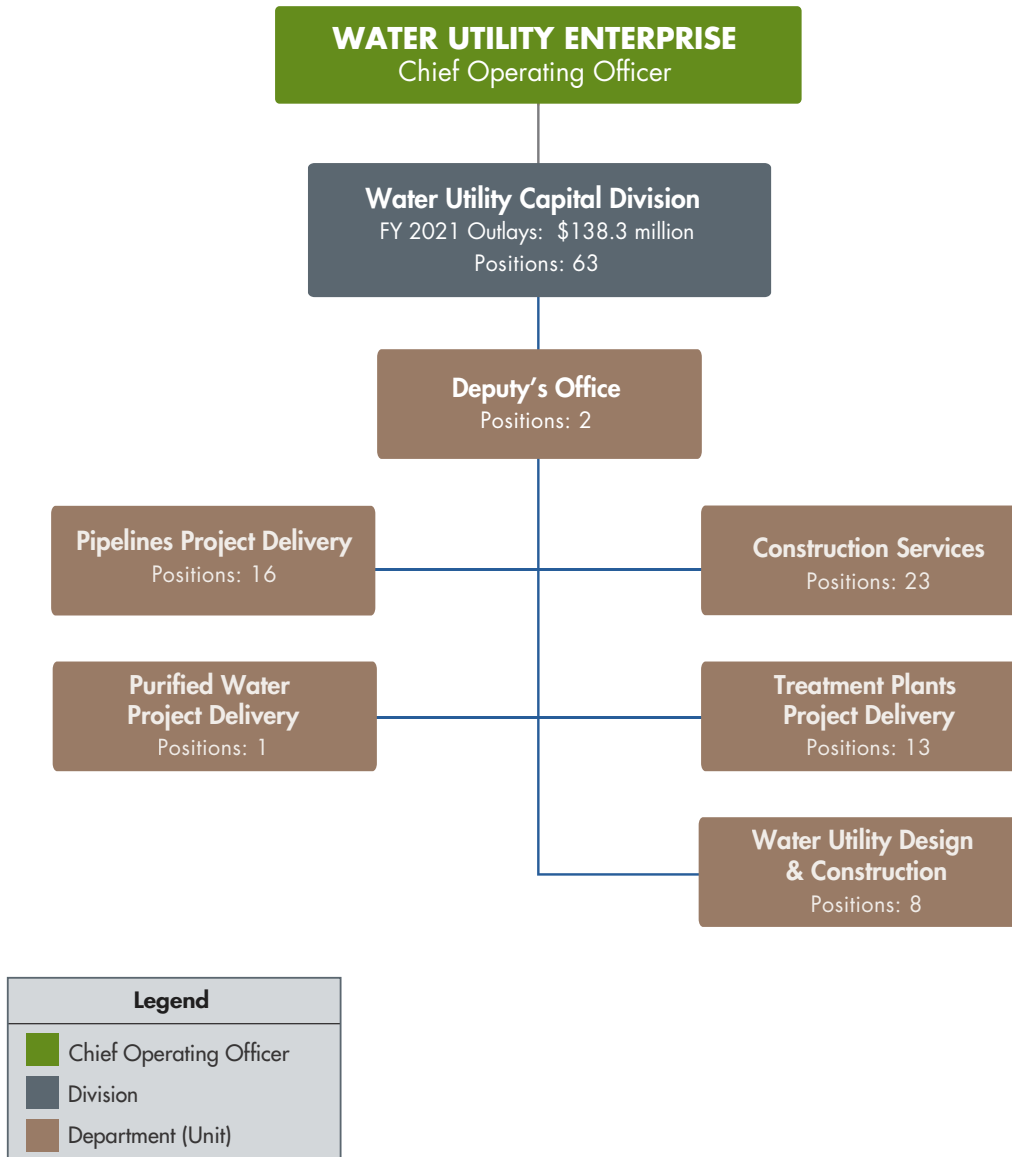 WATER UTILITY ENTERPRISE
Chief Operating Officer
Water Utility Capital Division
FY 2021 Outlays: $138.3 million
Positions: 63
Deputy's Office
Positions: 2
Pipelines Project Delivery
Positions: 16
Construction Services
Positions: 23
Purified Water
Project Delivery
Positions: 1
Treatment Plants
Project Delivery
Positions: 13
Water Utility Design
& Construction
Positions: 8
Legend
Chief Operating Officer
Division
Department (Unit)